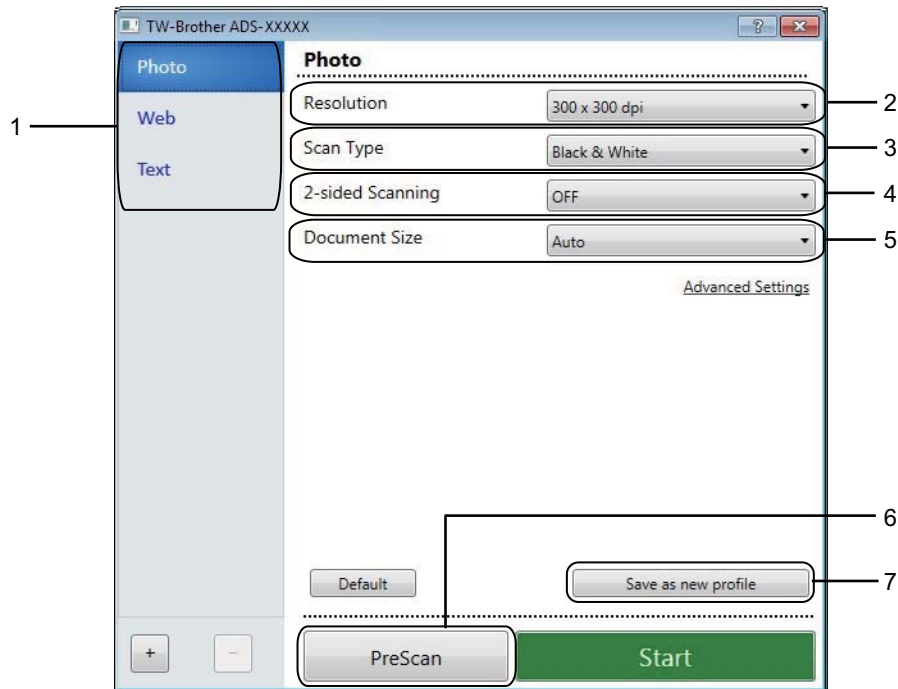 TW-Brother ADS-XXXXX
?
Photo
Web
Text
1
Photo
Resolution
300 x 300 dpi
2
Scan Type
Black & White
3
2-sided Scanning
OFF
4
Document Size
Auto
5
Advanced Settings
6
Default
Save as new profile
7
+
-
PreScan
Start